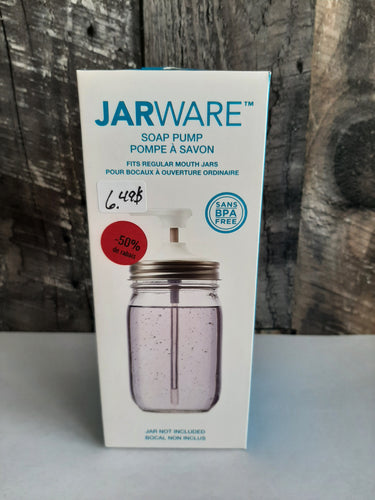 JARWARE™
SOAP PUMP
POMPE À SAVON
FITS REGULAR MOUTH JARS
POUR BOCAUX À OUVERTURE ORDINAIRE
6.49$
SANS
BPA
FREE
-50%
de rabais
JAR NOT INCLUDED
BOCAL NON INCLUS